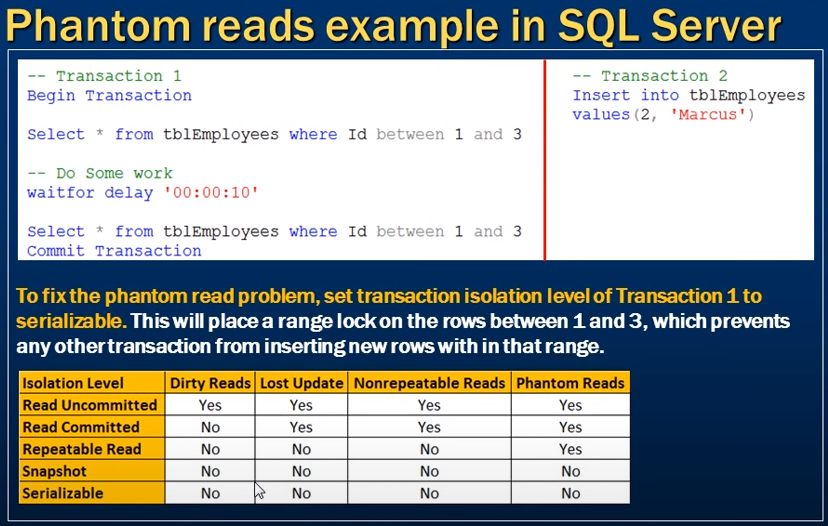 Phantom reads example in SQL Server
-- Transaction 1
Begin Transaction
Select * from tblEmployees where Id between 1 and 3
-- Do Some work
waitfor delay '00:00:10'
Select * from tblEmployees where Id between 1 and 3
Commit Transaction
-- Transaction 2
Insert into tblEmployees
values(2, 'Marcus')
To fix the phantom read problem, set transaction isolation level of Transaction 1 to
serializable. This will place a range lock on the rows between 1 and 3, which prevents
any other transaction from inserting new rows with in that range.
Isolation Level Dirty Reads Lost Update Nonrepeatable Reads Phantom Reads
Read Uncommitted Yes Yes Yes Yes
Read Committed No Yes Yes Yes
Repeatable Read No No No Yes
Snapshot No No No No
Serializable No No No No